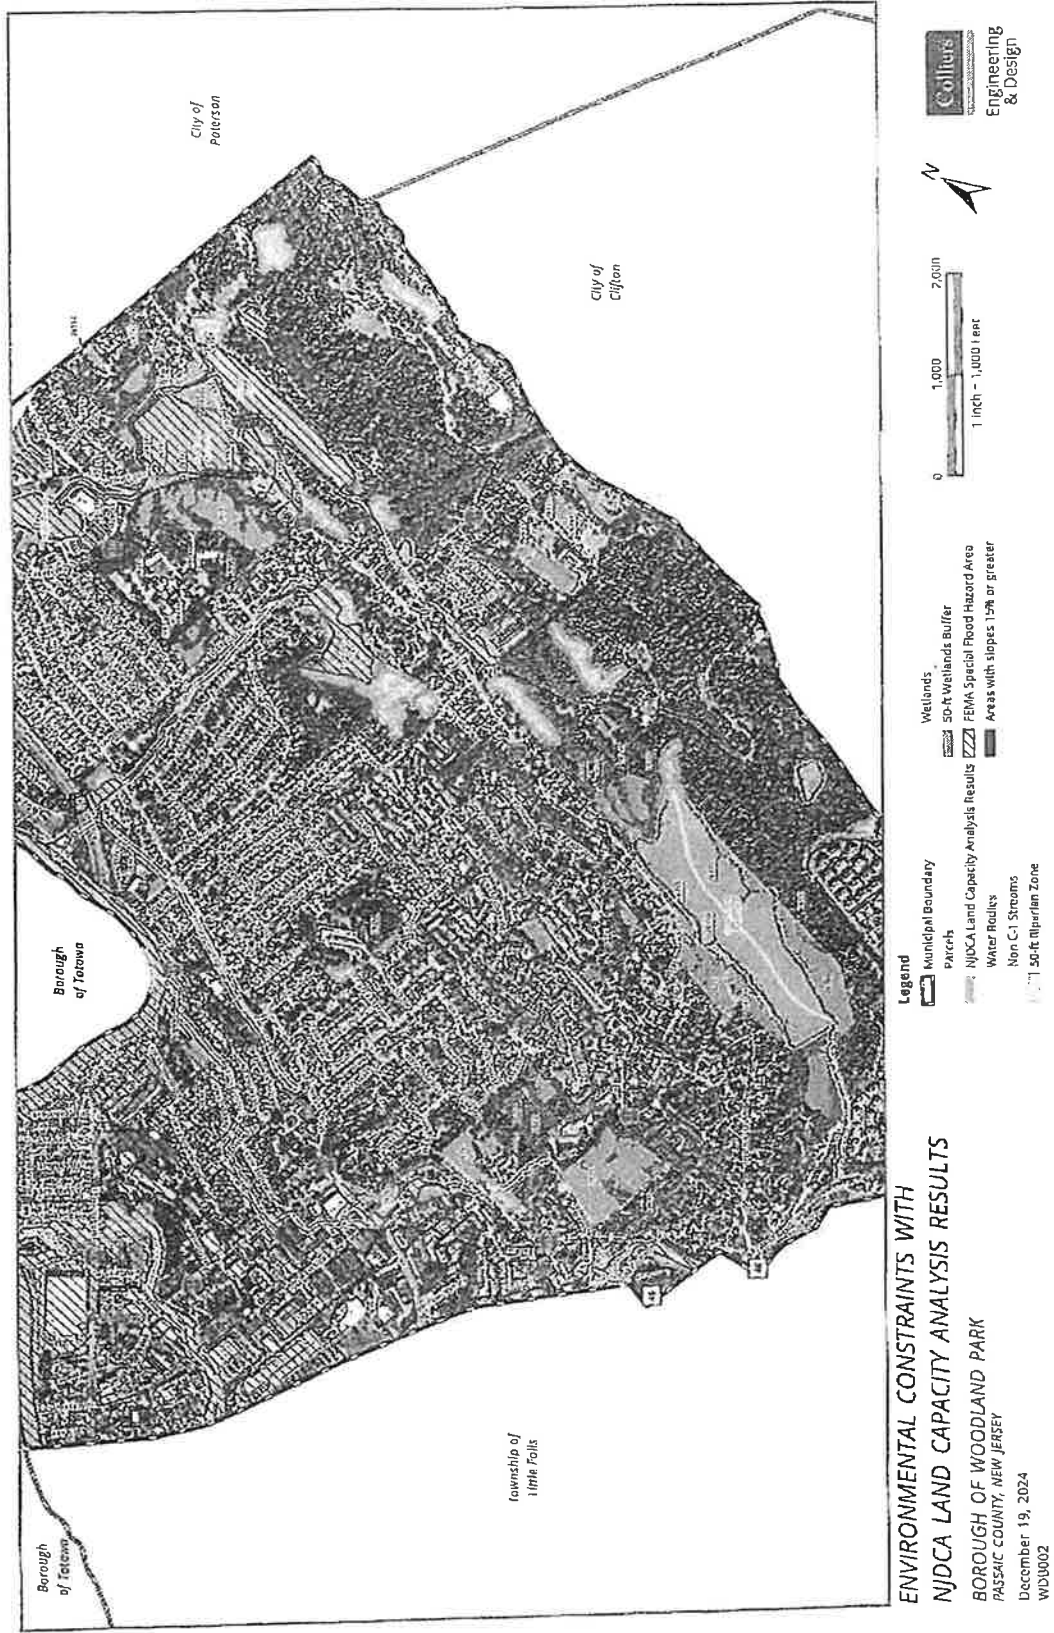 City of
Paterson
City of
Clifton
Borough
of Totowa
Borough
of Totowa
Township of
Little Falls
46
46
ENVIRONMENTAL CONSTRAINTS WITH
NJDCA LAND CAPACITY ANALYSIS RESULTS
BOROUGH OF WOODLAND PARK
PASSAIC COUNTY, NEW JERSEY
December 19, 2024
WDB002
Legend
Municipal Boundary
Parcels
NJDCA Land Capacity Analysis Results
Water Bodies
Non C-1 Streams
50-ft Riparian Zone
Wetlands
50-ft Wetlands Buffer
FEMA Special Flood Hazard Area
Areas with slopes 15% or greater
0 1,000 2,000
1 inch = 1,000 Feet
N
Colliers
Engineering
& Design